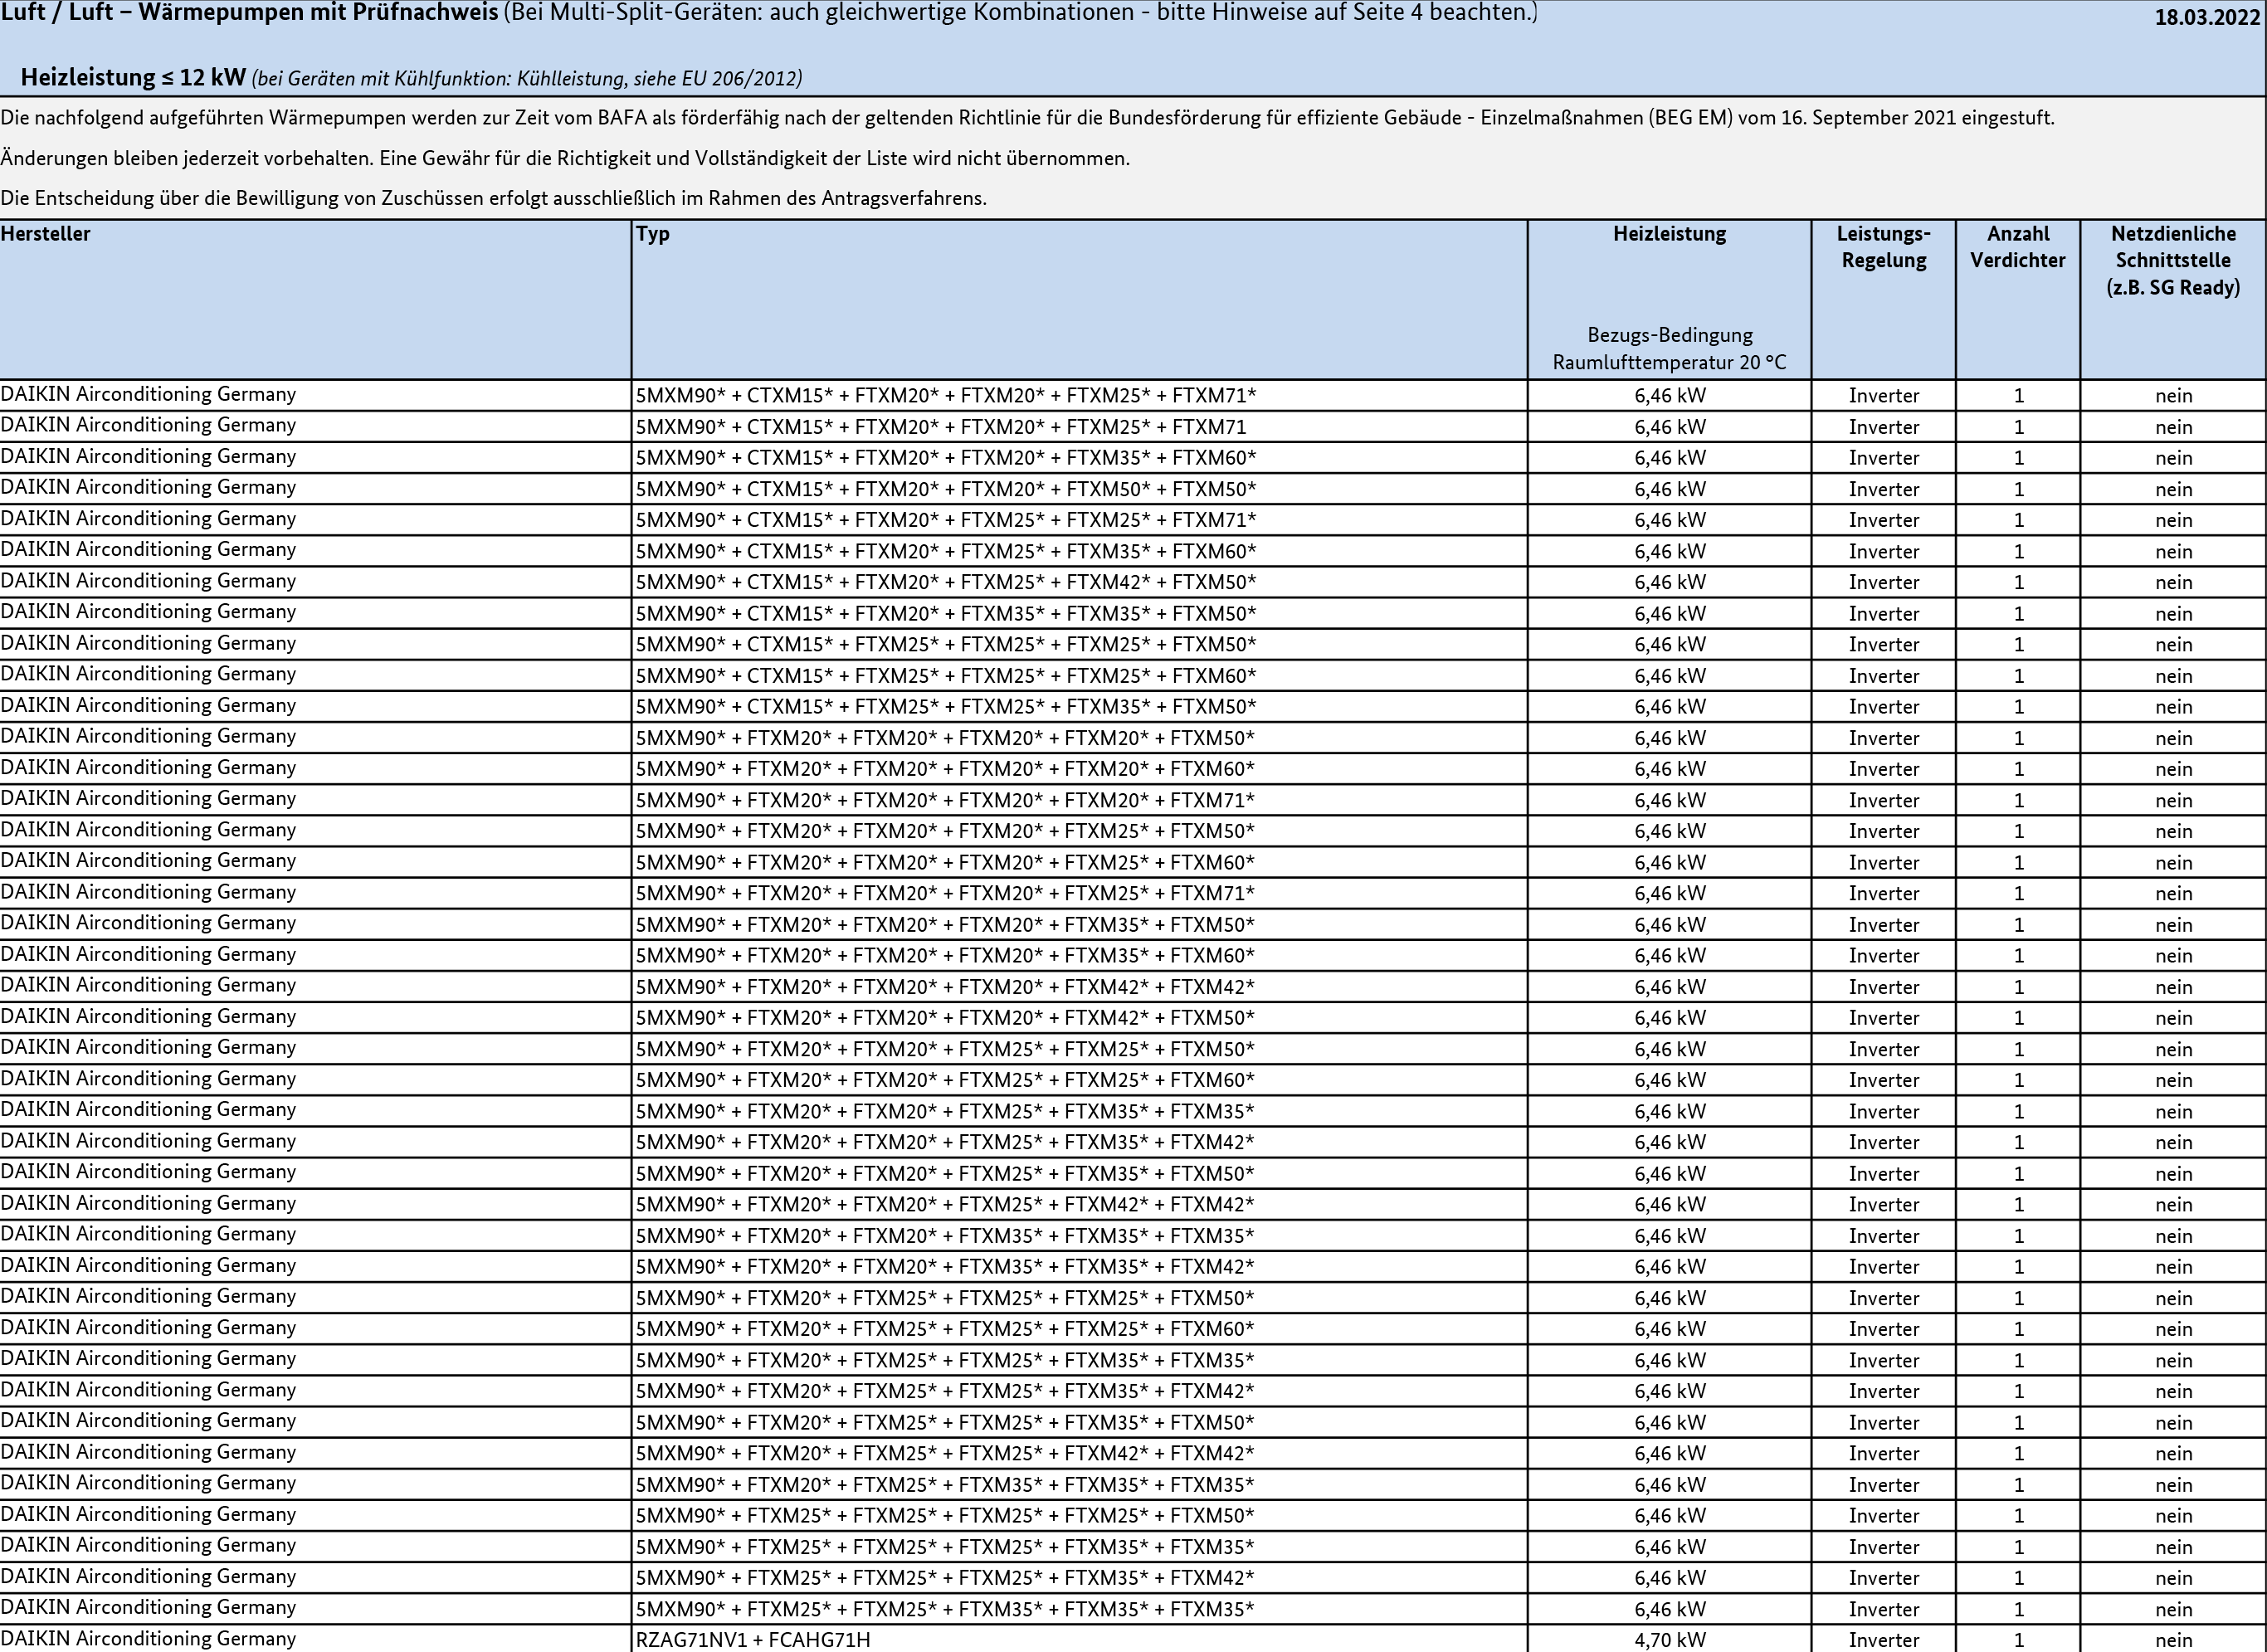 Luft / Luft – Wärmepumpen mit Prüfnachweis (Bei Multi-Split-Geräten: auch gleichwertige Kombinationen - bitte Hinweise auf Seite 4 beachten.) 18.03.2022
Heizleistung ≤ 12 kW (bei Geräten mit Kühlfunktion: Kühlleistung, siehe EU 206/2012)
Die nachfolgend aufgeführten Wärmepumpen werden zur Zeit vom BAFA als förderfähig nach der geltenden Richtlinie für die Bundesförderung für effiziente Gebäude - Einzelmaßnahmen (BEG EM) vom 16. September 2021 eingestuft.
Änderungen bleiben jederzeit vorbehalten. Eine Gewähr für die Richtigkeit und Vollständigkeit der Liste wird nicht übernommen.
Die Entscheidung über die Bewilligung von Zuschüssen erfolgt ausschließlich im Rahmen des Antragsverfahrens.
Hersteller Typ Heizleistung Leistungs- Anzahl Netzdienliche
Regelung Verdichter Schnittstelle
(z.B. SG Ready)
Bezugs-Bedingung
Raumlufttemperatur 20 °C
DAIKIN Airconditioning Germany 5MXM90* + CTXM15* + FTXM20* + FTXM20* + FTXM25* + FTXM71* 6,46 kW Inverter 1 nein
DAIKIN Airconditioning Germany 5MXM90* + CTXM15* + FTXM20* + FTXM20* + FTXM25* + FTXM71 6,46 kW Inverter 1 nein
DAIKIN Airconditioning Germany 5MXM90* + CTXM15* + FTXM20* + FTXM20* + FTXM35* + FTXM60* 6,46 kW Inverter 1 nein
DAIKIN Airconditioning Germany 5MXM90* + CTXM15* + FTXM20* + FTXM20* + FTXM50* + FTXM50* 6,46 kW Inverter 1 nein
DAIKIN Airconditioning Germany 5MXM90* + CTXM15* + FTXM20* + FTXM25* + FTXM25* + FTXM71* 6,46 kW Inverter 1 nein
DAIKIN Airconditioning Germany 5MXM90* + CTXM15* + FTXM20* + FTXM25* + FTXM35* + FTXM60* 6,46 kW Inverter 1 nein
DAIKIN Airconditioning Germany 5MXM90* + CTXM15* + FTXM20* + FTXM25* + FTXM42* + FTXM50* 6,46 kW Inverter 1 nein
DAIKIN Airconditioning Germany 5MXM90* + CTXM15* + FTXM20* + FTXM35* + FTXM35* + FTXM50* 6,46 kW Inverter 1 nein
DAIKIN Airconditioning Germany 5MXM90* + CTXM15* + FTXM25* + FTXM25* + FTXM25* + FTXM50* 6,46 kW Inverter 1 nein
DAIKIN Airconditioning Germany 5MXM90* + CTXM15* + FTXM25* + FTXM25* + FTXM25* + FTXM60* 6,46 kW Inverter 1 nein
DAIKIN Airconditioning Germany 5MXM90* + CTXM15* + FTXM25* + FTXM25* + FTXM35* + FTXM50* 6,46 kW Inverter 1 nein
DAIKIN Airconditioning Germany 5MXM90* + FTXM20* + FTXM20* + FTXM20* + FTXM20* + FTXM50* 6,46 kW Inverter 1 nein
DAIKIN Airconditioning Germany 5MXM90* + FTXM20* + FTXM20* + FTXM20* + FTXM20* + FTXM60* 6,46 kW Inverter 1 nein
DAIKIN Airconditioning Germany 5MXM90* + FTXM20* + FTXM20* + FTXM20* + FTXM20* + FTXM71* 6,46 kW Inverter 1 nein
DAIKIN Airconditioning Germany 5MXM90* + FTXM20* + FTXM20* + FTXM20* + FTXM25* + FTXM50* 6,46 kW Inverter 1 nein
DAIKIN Airconditioning Germany 5MXM90* + FTXM20* + FTXM20* + FTXM20* + FTXM25* + FTXM60* 6,46 kW Inverter 1 nein
DAIKIN Airconditioning Germany 5MXM90* + FTXM20* + FTXM20* + FTXM20* + FTXM25* + FTXM71* 6,46 kW Inverter 1 nein
DAIKIN Airconditioning Germany 5MXM90* + FTXM20* + FTXM20* + FTXM20* + FTXM35* + FTXM50* 6,46 kW Inverter 1 nein
DAIKIN Airconditioning Germany 5MXM90* + FTXM20* + FTXM20* + FTXM20* + FTXM35* + FTXM60* 6,46 kW Inverter 1 nein
DAIKIN Airconditioning Germany 5MXM90* + FTXM20* + FTXM20* + FTXM20* + FTXM42* + FTXM42* 6,46 kW Inverter 1 nein
DAIKIN Airconditioning Germany 5MXM90* + FTXM20* + FTXM20* + FTXM20* + FTXM42* + FTXM50* 6,46 kW Inverter 1 nein
DAIKIN Airconditioning Germany 5MXM90* + FTXM20* + FTXM20* + FTXM25* + FTXM25* + FTXM50* 6,46 kW Inverter 1 nein
DAIKIN Airconditioning Germany 5MXM90* + FTXM20* + FTXM20* + FTXM25* + FTXM25* + FTXM60* 6,46 kW Inverter 1 nein
DAIKIN Airconditioning Germany 5MXM90* + FTXM20* + FTXM20* + FTXM25* + FTXM35* + FTXM35* 6,46 kW Inverter 1 nein
DAIKIN Airconditioning Germany 5MXM90* + FTXM20* + FTXM20* + FTXM25* + FTXM35* + FTXM42* 6,46 kW Inverter 1 nein
DAIKIN Airconditioning Germany 5MXM90* + FTXM20* + FTXM20* + FTXM25* + FTXM35* + FTXM50* 6,46 kW Inverter 1 nein
DAIKIN Airconditioning Germany 5MXM90* + FTXM20* + FTXM20* + FTXM25* + FTXM42* + FTXM42* 6,46 kW Inverter 1 nein
DAIKIN Airconditioning Germany 5MXM90* + FTXM20* + FTXM20* + FTXM35* + FTXM35* + FTXM35* 6,46 kW Inverter 1 nein
DAIKIN Airconditioning Germany 5MXM90* + FTXM20* + FTXM20* + FTXM35* + FTXM35* + FTXM42* 6,46 kW Inverter 1 nein
DAIKIN Airconditioning Germany 5MXM90* + FTXM20* + FTXM25* + FTXM25* + FTXM25* + FTXM50* 6,46 kW Inverter 1 nein
DAIKIN Airconditioning Germany 5MXM90* + FTXM20* + FTXM25* + FTXM25* + FTXM25* + FTXM60* 6,46 kW Inverter 1 nein
DAIKIN Airconditioning Germany 5MXM90* + FTXM20* + FTXM25* + FTXM25* + FTXM35* + FTXM35* 6,46 kW Inverter 1 nein
DAIKIN Airconditioning Germany 5MXM90* + FTXM20* + FTXM25* + FTXM25* + FTXM35* + FTXM42* 6,46 kW Inverter 1 nein
DAIKIN Airconditioning Germany 5MXM90* + FTXM20* + FTXM25* + FTXM25* + FTXM35* + FTXM50* 6,46 kW Inverter 1 nein
DAIKIN Airconditioning Germany 5MXM90* + FTXM20* + FTXM25* + FTXM25* + FTXM42* + FTXM42* 6,46 kW Inverter 1 nein
DAIKIN Airconditioning Germany 5MXM90* + FTXM20* + FTXM25* + FTXM35* + FTXM35* + FTXM35* 6,46 kW Inverter 1 nein
DAIKIN Airconditioning Germany 5MXM90* + FTXM25* + FTXM25* + FTXM25* + FTXM25* + FTXM50* 6,46 kW Inverter 1 nein
DAIKIN Airconditioning Germany 5MXM90* + FTXM25* + FTXM25* + FTXM25* + FTXM35* + FTXM35* 6,46 kW Inverter 1 nein
DAIKIN Airconditioning Germany 5MXM90* + FTXM25* + FTXM25* + FTXM25* + FTXM35* + FTXM42* 6,46 kW Inverter 1 nein
DAIKIN Airconditioning Germany 5MXM90* + FTXM25* + FTXM25* + FTXM35* + FTXM35* + FTXM35* 6,46 kW Inverter 1 nein
DAIKIN Airconditioning Germany RZAG71NV1 + FCAHG71H 4,70 kW Inverter 1 nein